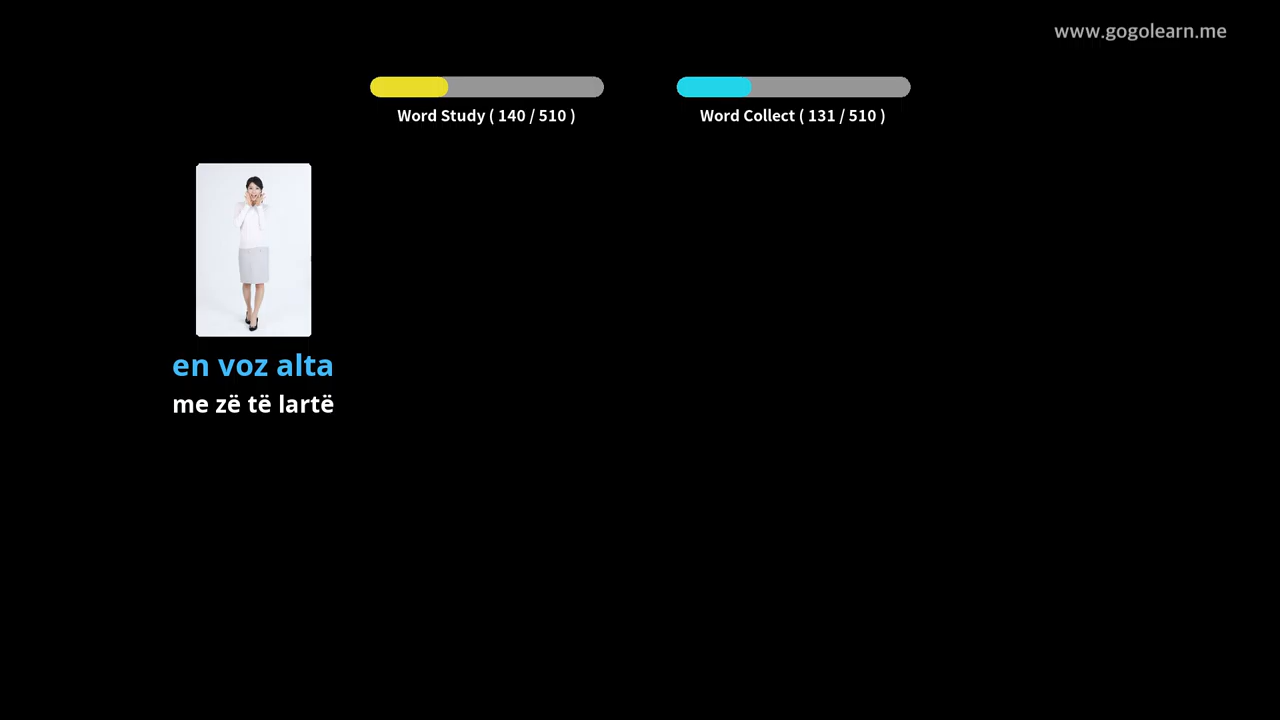 www.gogolearn.me
Word Study ( 140 / 510 )
Word Collect ( 131 / 510 )
en voz alta
me zë të lartë